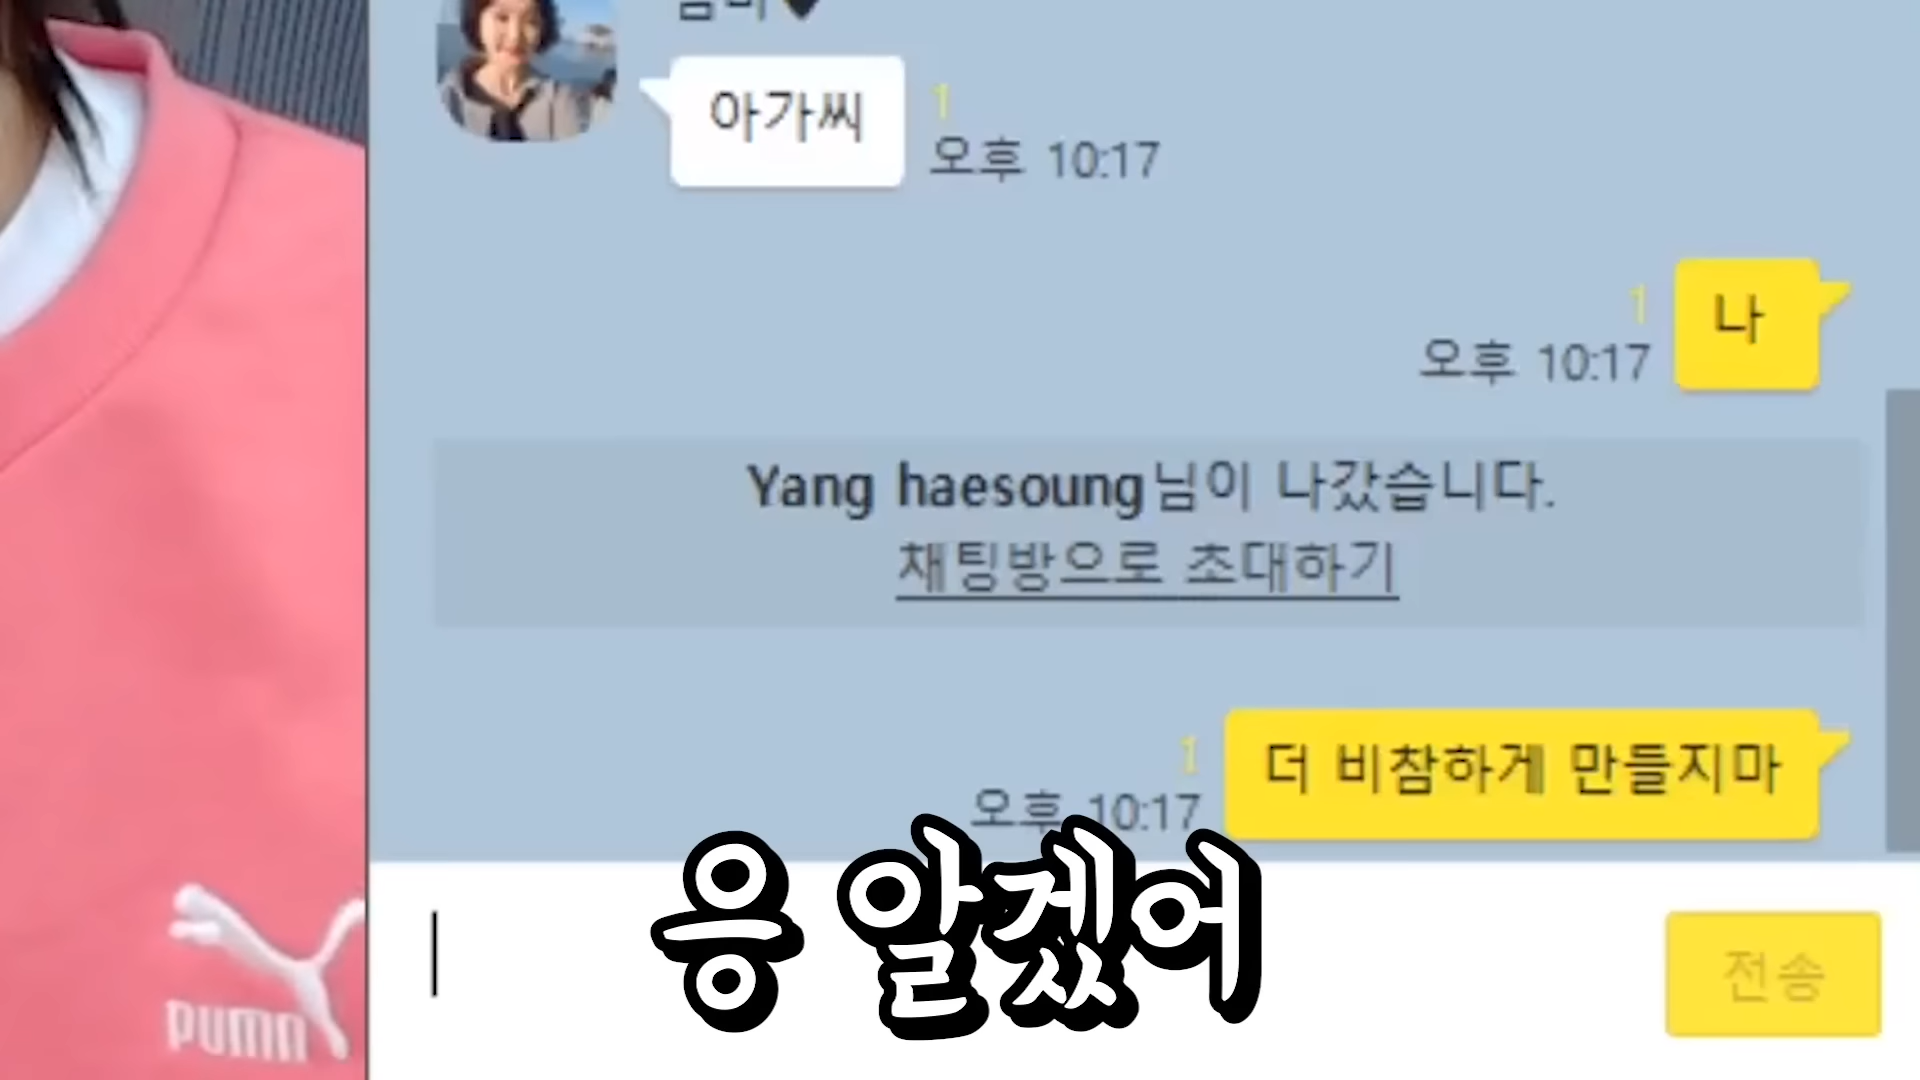 아가씨
1
오후 10:17
나
1
오후 10:17
Yang haesoung님이 나갔습니다.
채팅방으로 초대하기
더 비참하게 만들지마
1
오후 10:17
응 알겠어
전송
PUMA